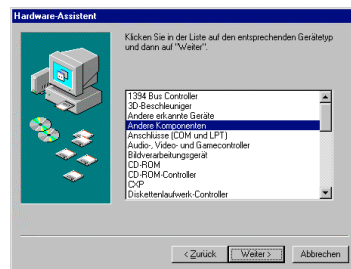 Hardware-Assistent
Klicken Sie in der Liste auf den entsprechenden Gerätetyp
und dann auf "Weiter".
1394 Bus Controller
3D-Beschleuniger
Andere erkannte Geräte
Andere Komponenten
Anschlüsse (COM und LPT)
Audio-, Video- und Gamecontroller
Bildverarbeitungsgerät
CD-ROM
CD-ROM-Controller
CXP
Diskettenlaufwerk-Controller
< Zurück
Weiter >
Abbrechen